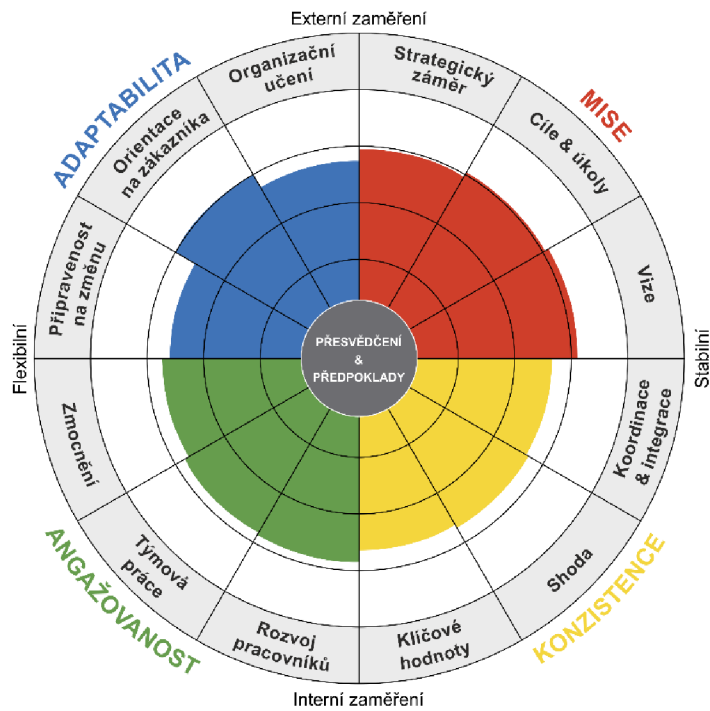 Externí zaměření
ADAPTABILITA
MISE
Organizační
učení
Strategický
záměr
Orientace
na zákazníka
Cíle & úkoly
Připravenost
na změnu
Vize
Flexibilní
PŘESVĚDČENÍ
&
PŘEDPOKLADY
Stabilní
Zmocnění
Koordinace
& integrace
Týmová
práce
Shoda
Rozvoj
pracovníků
Klíčové
hodnoty
ANGAŽOVANOST
KONZISTENCE
Interní zaměření